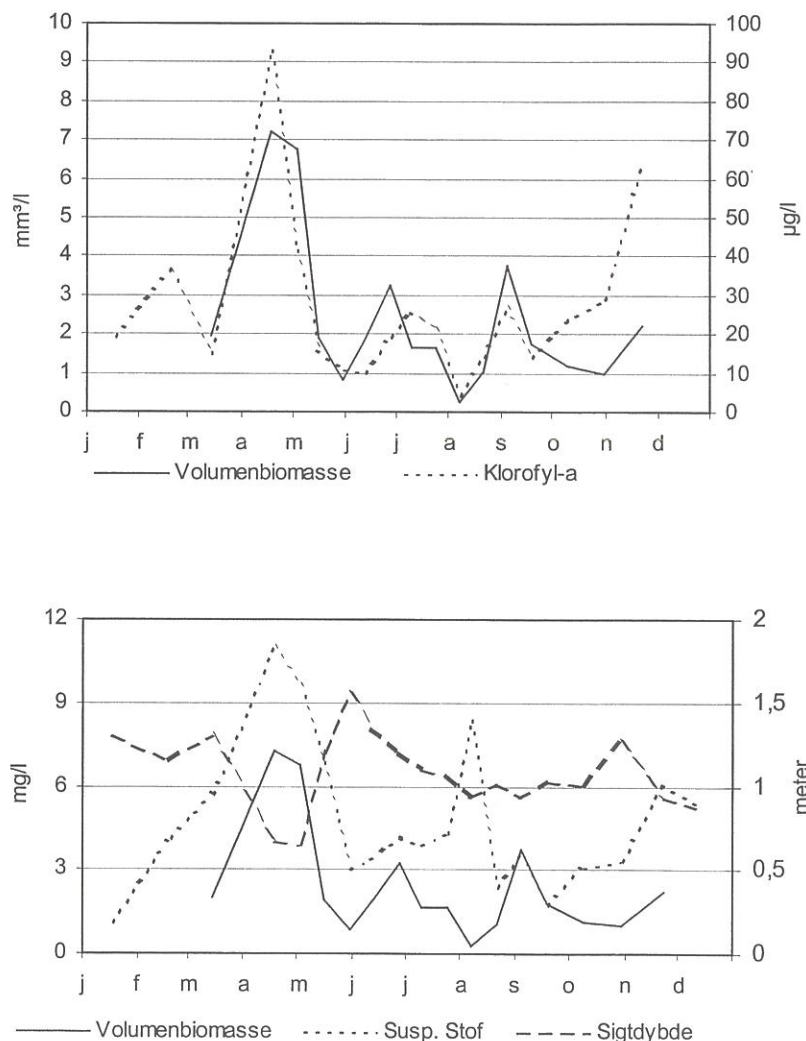 10 100
9 90
8 80
7 70
6 60
5 50
4 40
3 30
2 20
1 10
0 0
mm³/l
µg/l
j f m a m j j a s o n d
Volumenbiomasse Klorofyl-a
12 2
9 1,5
6 1
3 0,5
0 0
mg/l
meter
j f m a m j j a s o n d
Volumenbiomasse Susp. Stof Sigtdybde